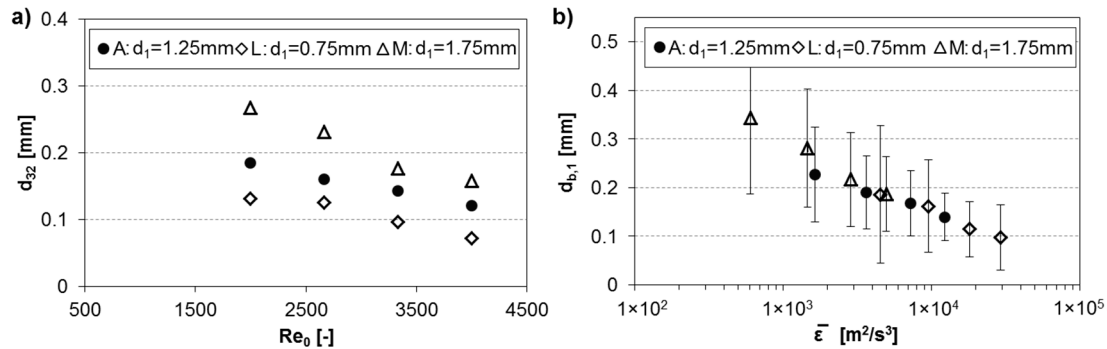 a)
● A: d₁=1.25mm ◇ L: d₁=0.75mm △ M: d₁=1.75mm
0.4
0.3
0.2
0.1
0
d₃₂ [mm]
500 1500 2500 3500 4500
Re₀ [-]
b)
● A: d₁=1.25mm ◇ L: d₁=0.75mm △ M: d₁=1.75mm
0.5
0.4
0.3
0.2
0.1
0
d_b,1 [mm]
1×10² 1×10³ 1×10⁴ 1×10⁵
ε̄ [m²/s³]